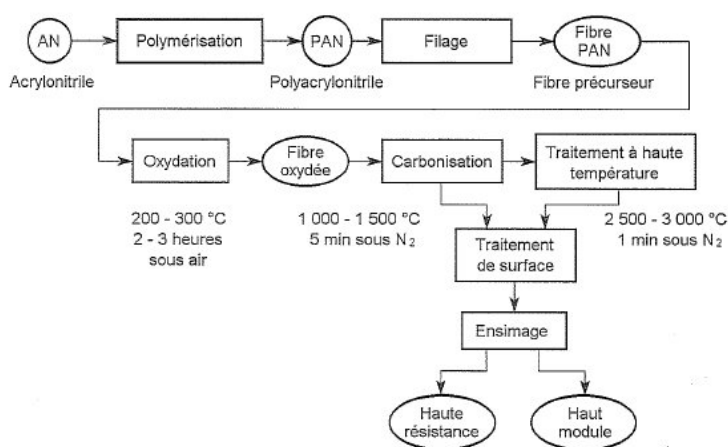 AN
Polymérisation
PAN
Filage
Fibre
PAN
Acrylonitrile
Polyacrylonitrile
Fibre précurseur
Oxydation
Fibre
oxydée
Carbonisation
Traitement à haute
température
200 - 300 °C
2 - 3 heures
sous air
1 000 - 1 500 °C
5 min sous N₂
2 500 - 3 000 °C
1 min sous N₂
Traitement
de surface
Ensimage
Haute
résistance
Haut
module